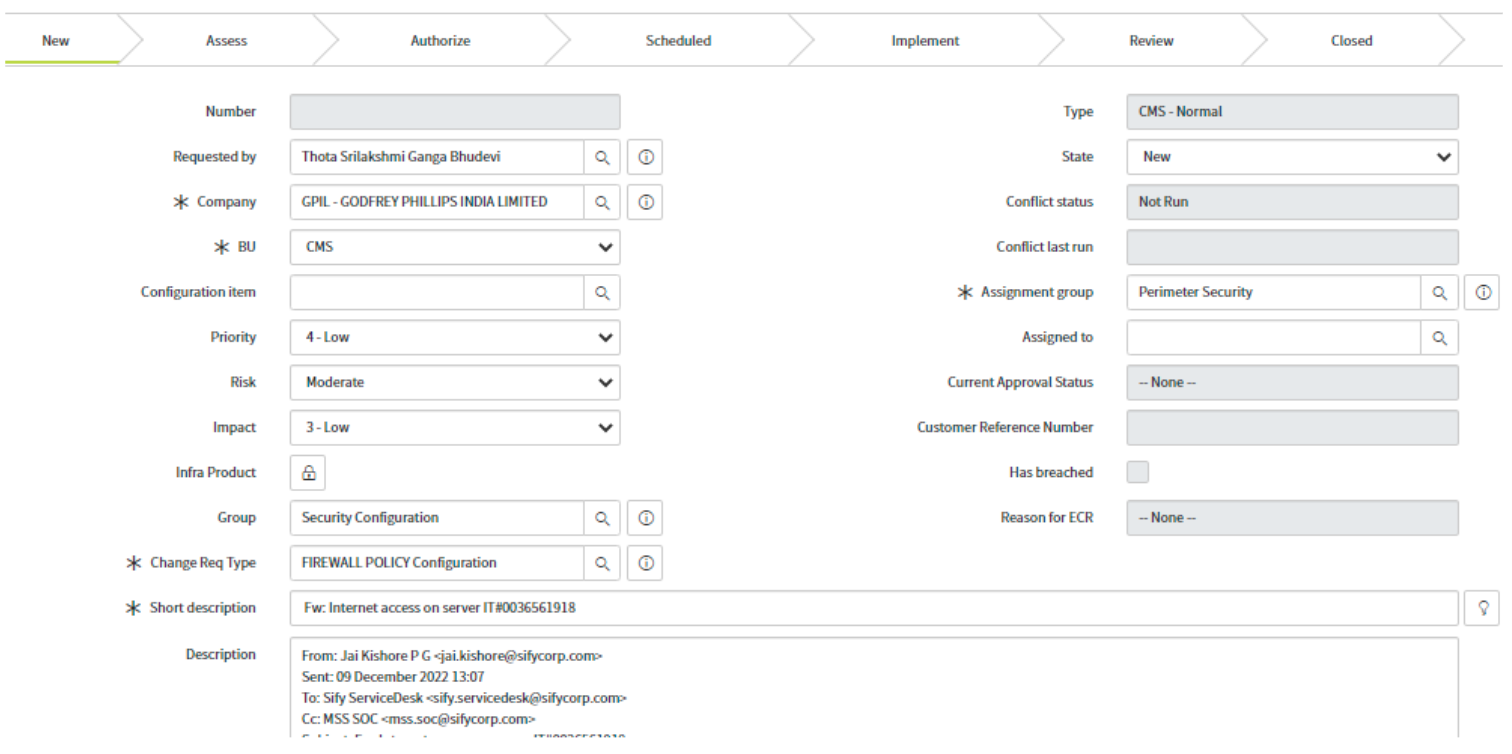 New Assess Authorize Scheduled Implement Review Closed
Number
Type CMS - Normal
Requested by Thota Srilakshmi Ganga Bhudevi
State New
Company GPIL - GODFREY PHILLIPS INDIA LIMITED
Conflict status Not Run
BU CMS
Conflict last run
Configuration item
Assignment group Perimeter Security
Priority 4 - Low
Assigned to
Risk Moderate
Current Approval Status -- None --
Impact 3 - Low
Customer Reference Number
Infra Product
Has breached
Group Security Configuration
Reason for ECR -- None --
Change Req Type FIREWALL POLICY Configuration
Short description Fw: Internet access on server IT#0036561918
Description From: Jai Kishore P G <jai.kishore@sifycorp.com>
Sent: 09 December 2022 13:07
To: Sify ServiceDesk <sify.servicedesk@sifycorp.com>
Cc: MSS SOC <mss.soc@sifycorp.com>